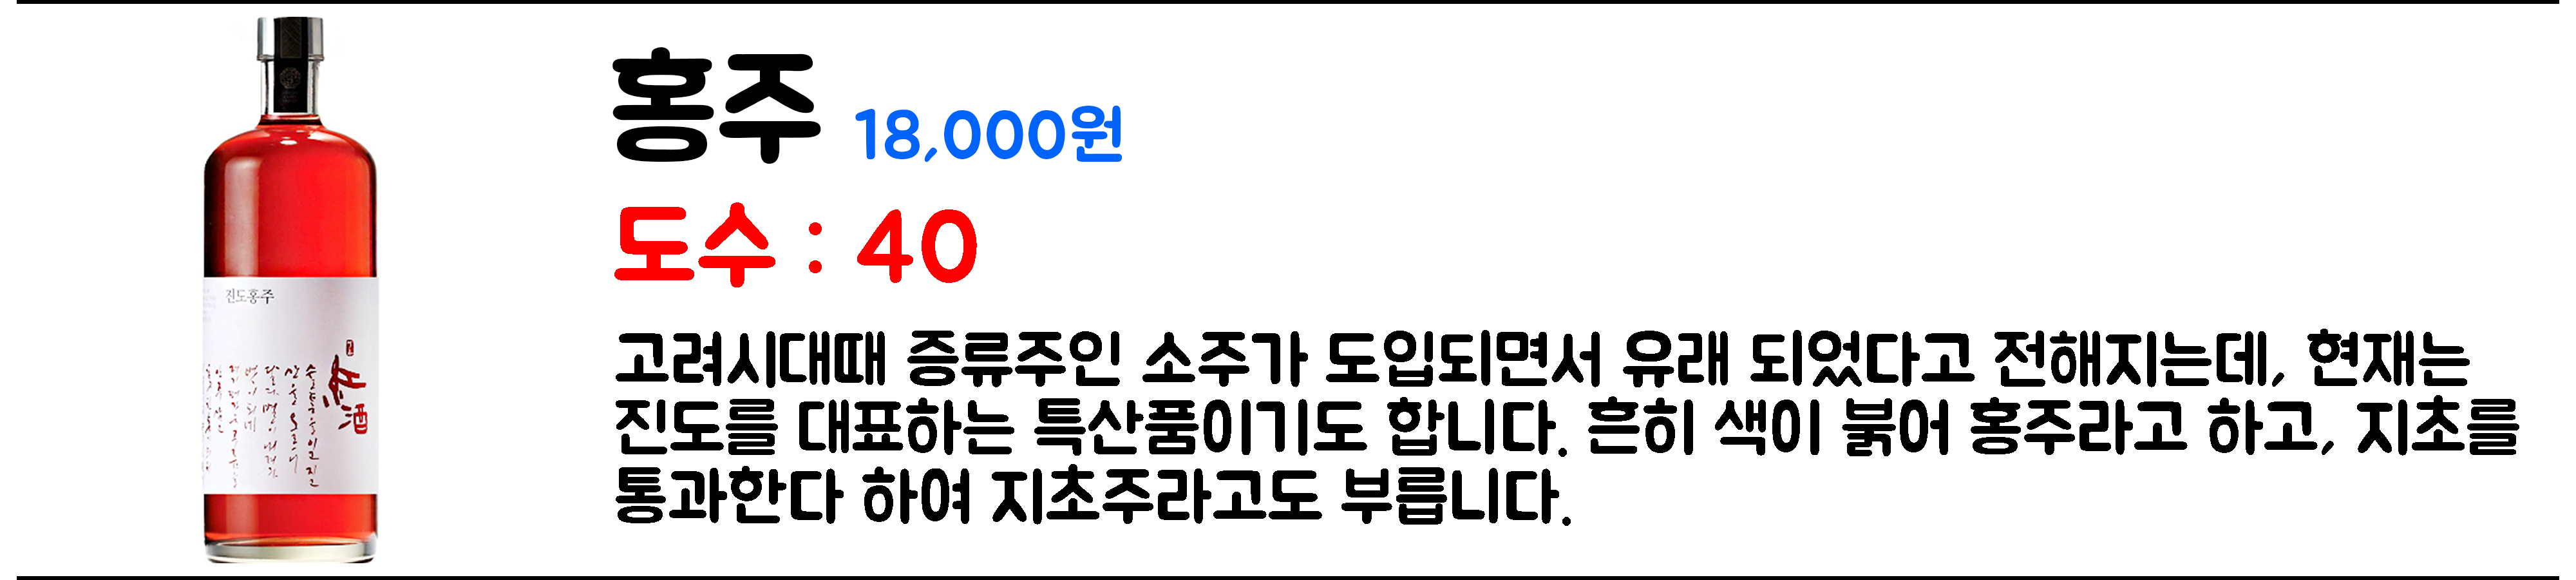 홍주 18,000원
도수 : 40
고려시대때 증류주인 소주가 도입되면서 유래 되었다고 전해지는데, 현재는
진도를 대표하는 특산품이기도 합니다. 흔히 색이 붉어 홍주라고 하고, 지초를
통과한다 하여 지초주라고도 부릅니다.
진도홍주
紅
酒